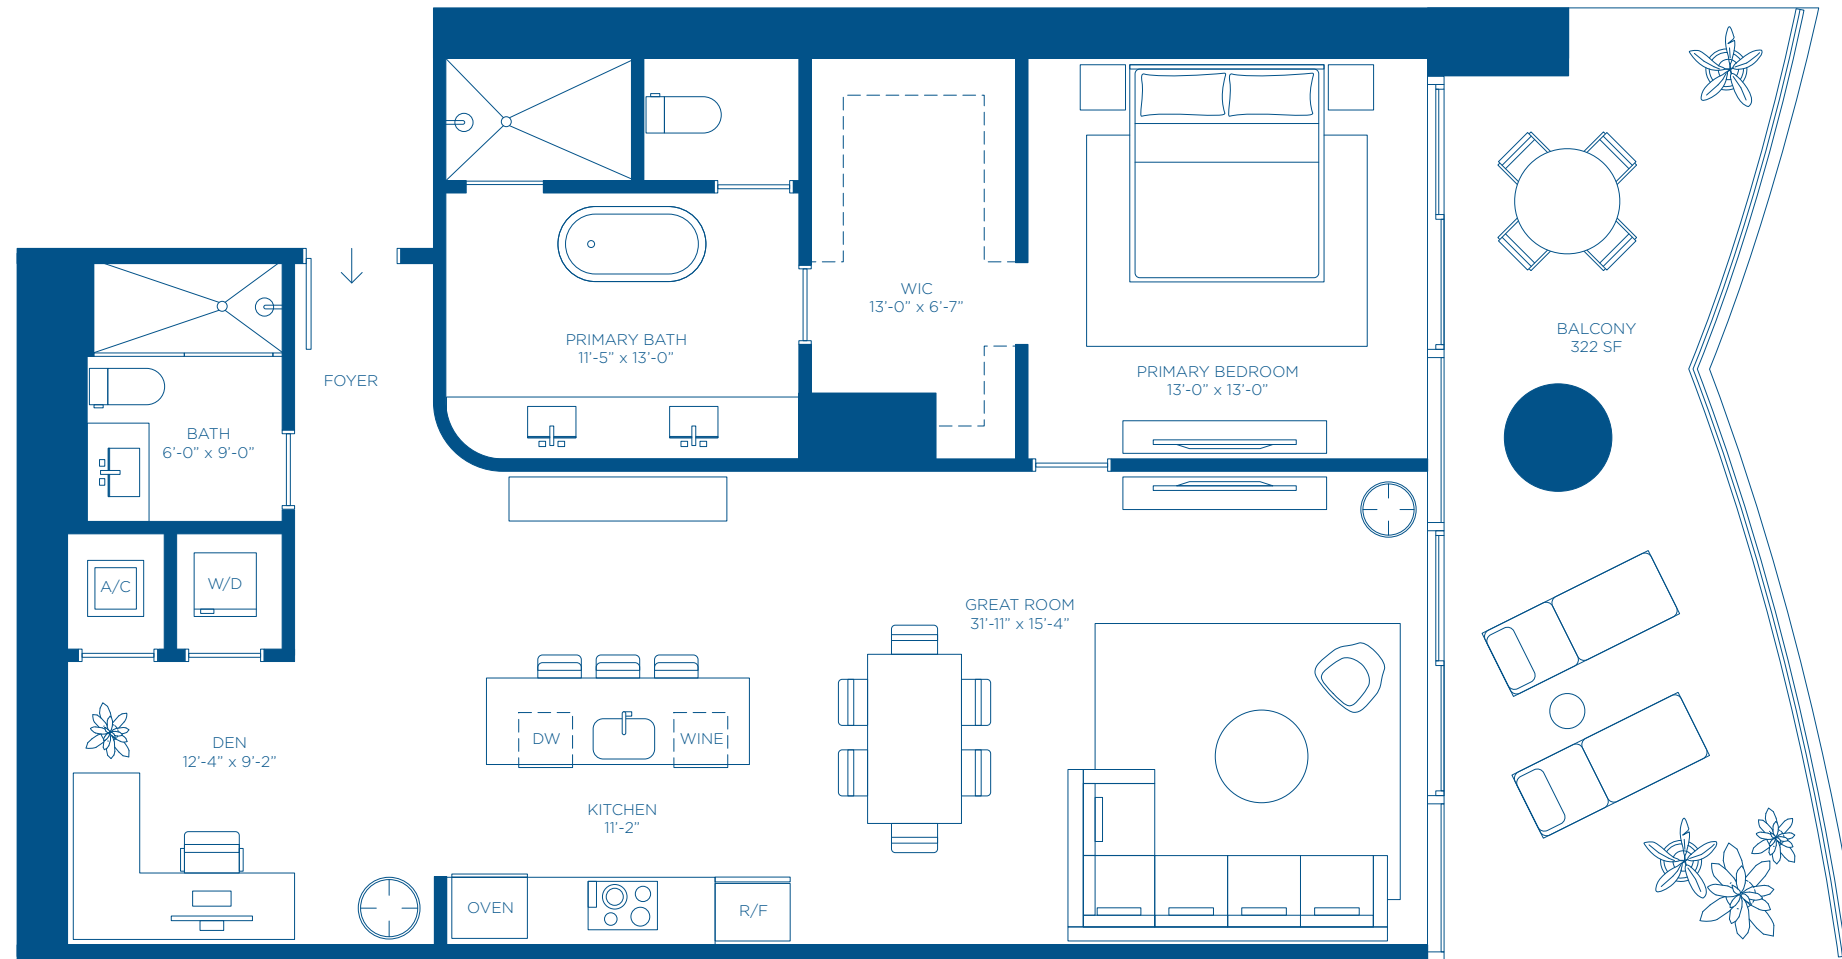 WIC
13’-0” x 6’-7”
BALCONY
322 SF
PRIMARY BATH
11’-5” x 13’-0”
FOYER
PRIMARY BEDROOM
13’-0” x 13’-0”
BATH
6’-0” x 9’-0”
A/C
W/D
GREAT ROOM
31’-11” x 15’-4”
DEN
12’-4” x 9’-2”
DW
WINE
KITCHEN
11’-2”
OVEN
R/F